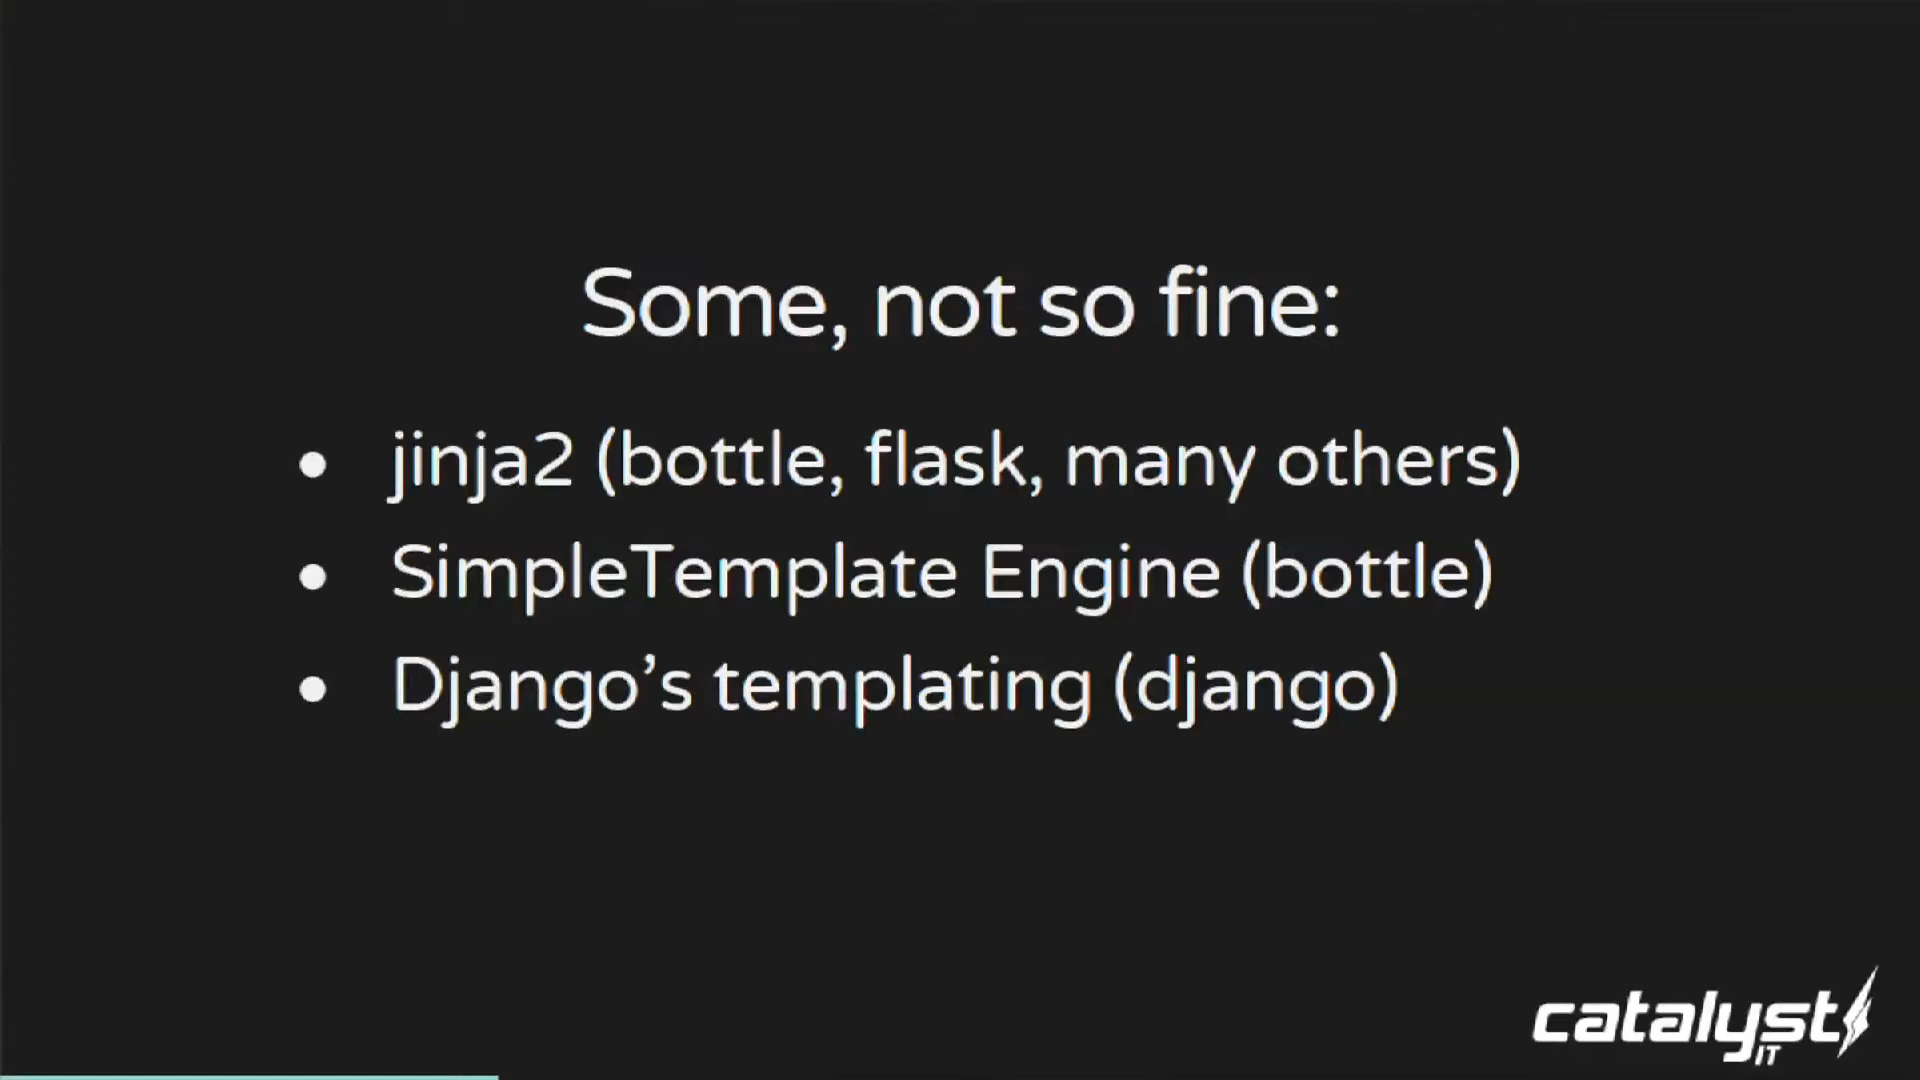 Some, not so fine:
• jinja2 (bottle, flask, many others)
• SimpleTemplate Engine (bottle)
• Django’s templating (django)
catalyst
IT